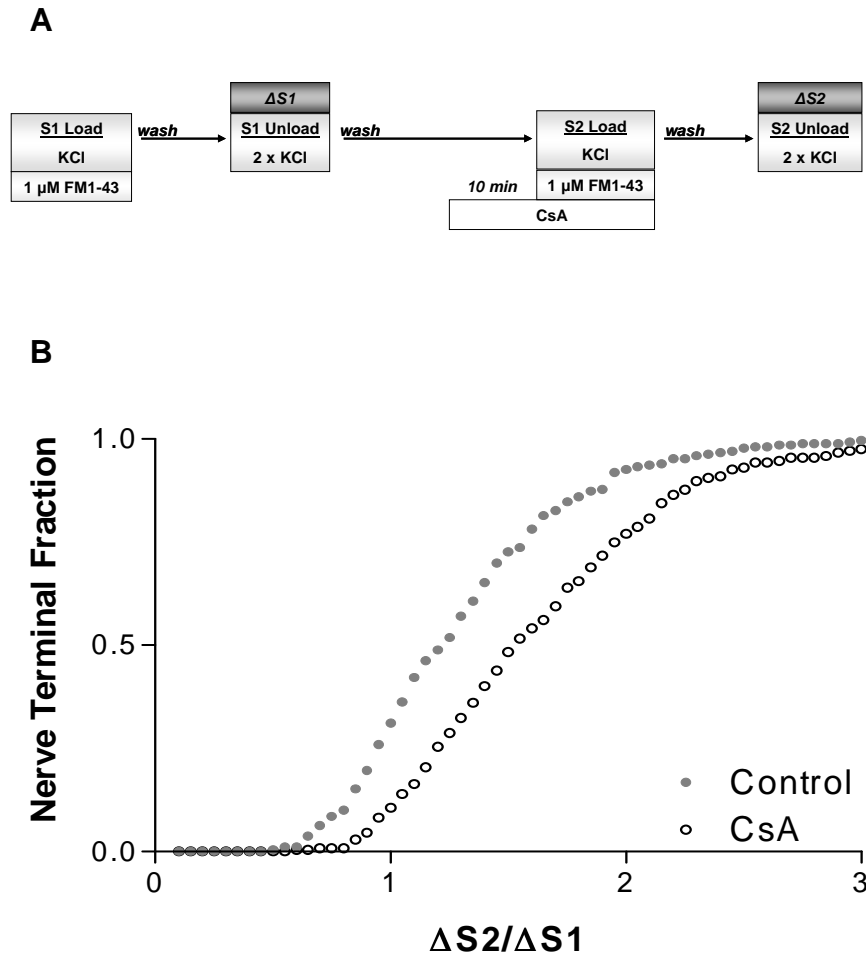 A
ΔS1
ΔS2
S1 Load
wash
S1 Unload
wash
S2 Load
wash
S2 Unload
KCl
2 x KCl
KCl
2 x KCl
1 µM FM1-43
10 min
1 µM FM1-43
CsA
B
Nerve Terminal Fraction
1.0
0.5
0.0
Control
CsA
0
1
2
3
ΔS2/ΔS1